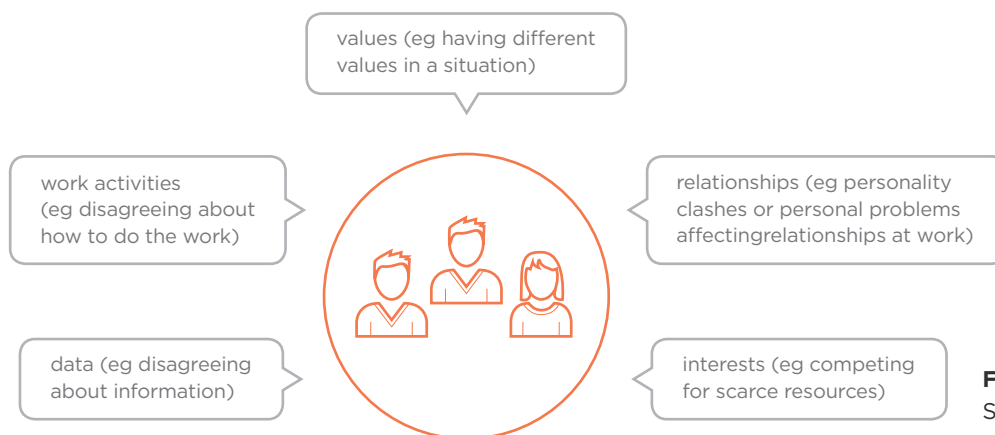 values (eg having different
values in a situation)
work activities
(eg disagreeing about
how to do the work)
relationships (eg personality
clashes or personal problems
affectingrelationships at work)
data (eg disagreeing
about information)
interests (eg competing
for scarce resources)
F
S